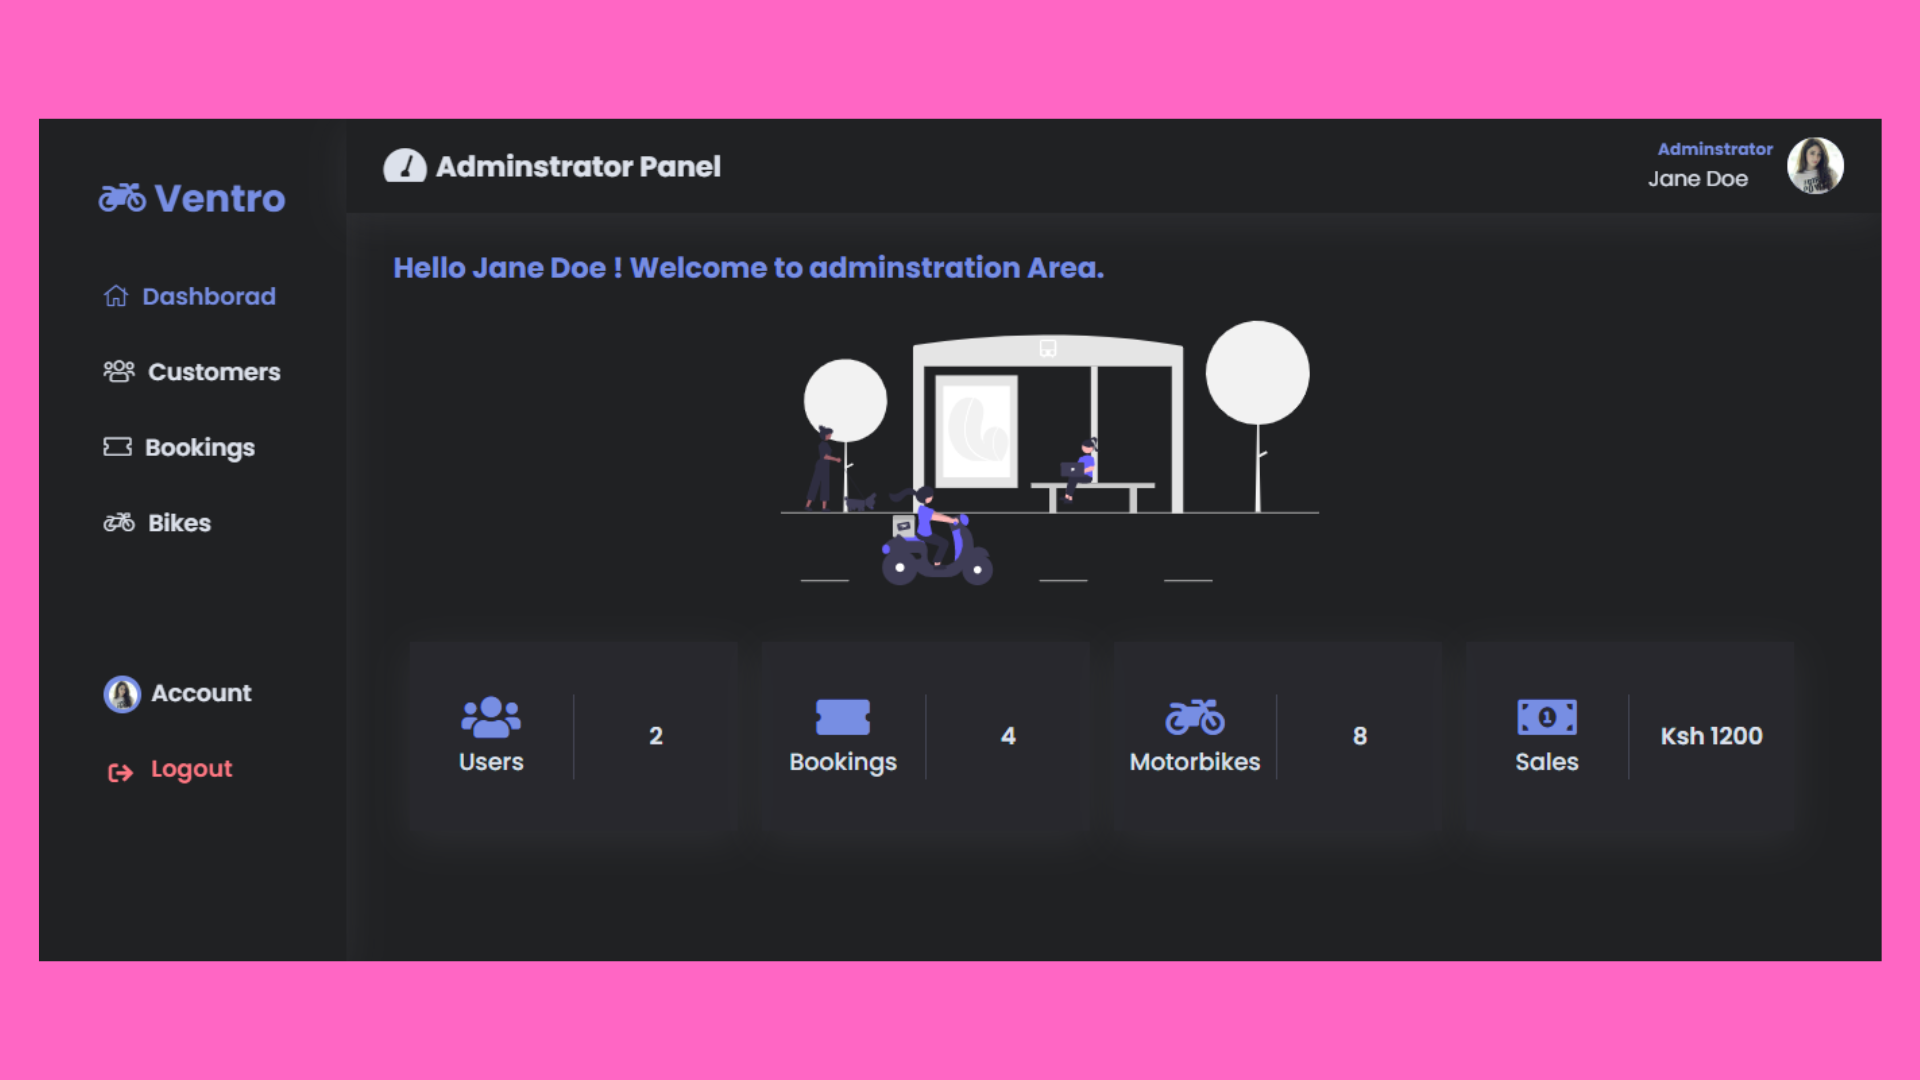 Ventro
Dashborad
Customers
Bookings
Bikes
Account
Logout
Adminstrator Panel
Adminstrator
Jane Doe
Hello Jane Doe ! Welcome to adminstration Area.
Users
2
Bookings
4
Motorbikes
8
1
Sales
Ksh 1200